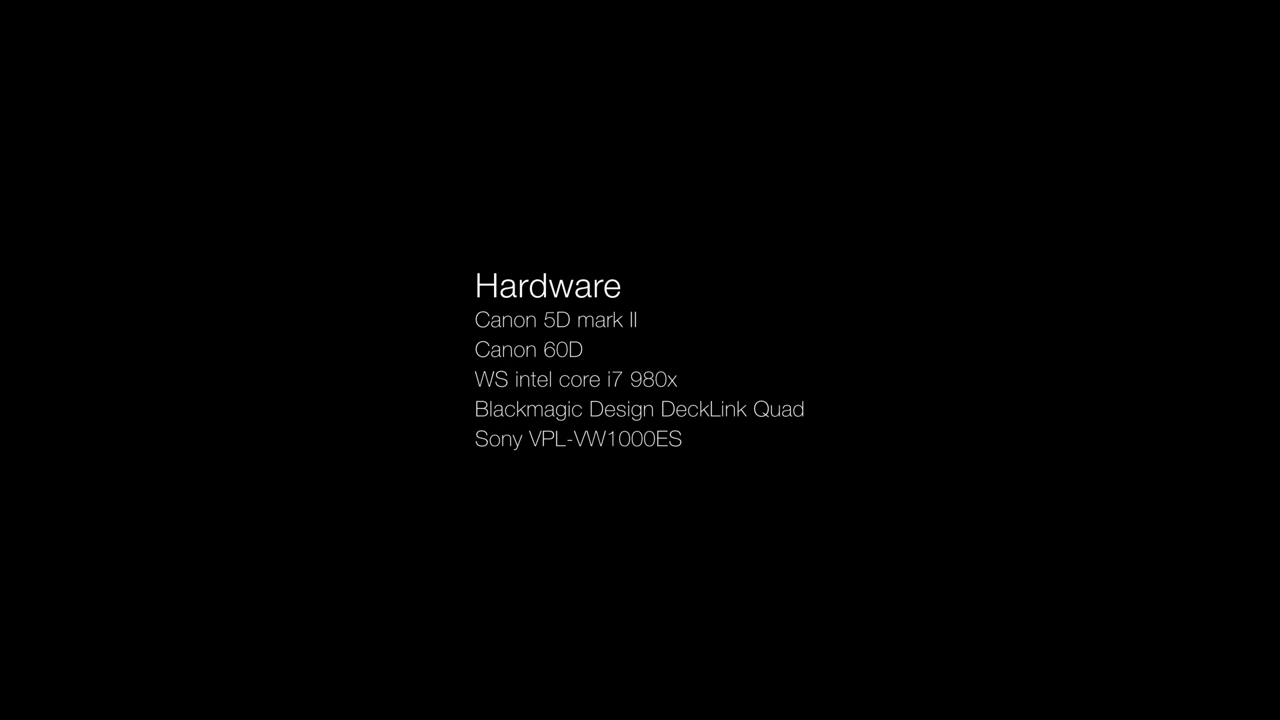 Hardware
Canon 5D mark II
Canon 60D
WS intel core i7 980x
Blackmagic Design DeckLink Quad
Sony VPL-VW1000ES